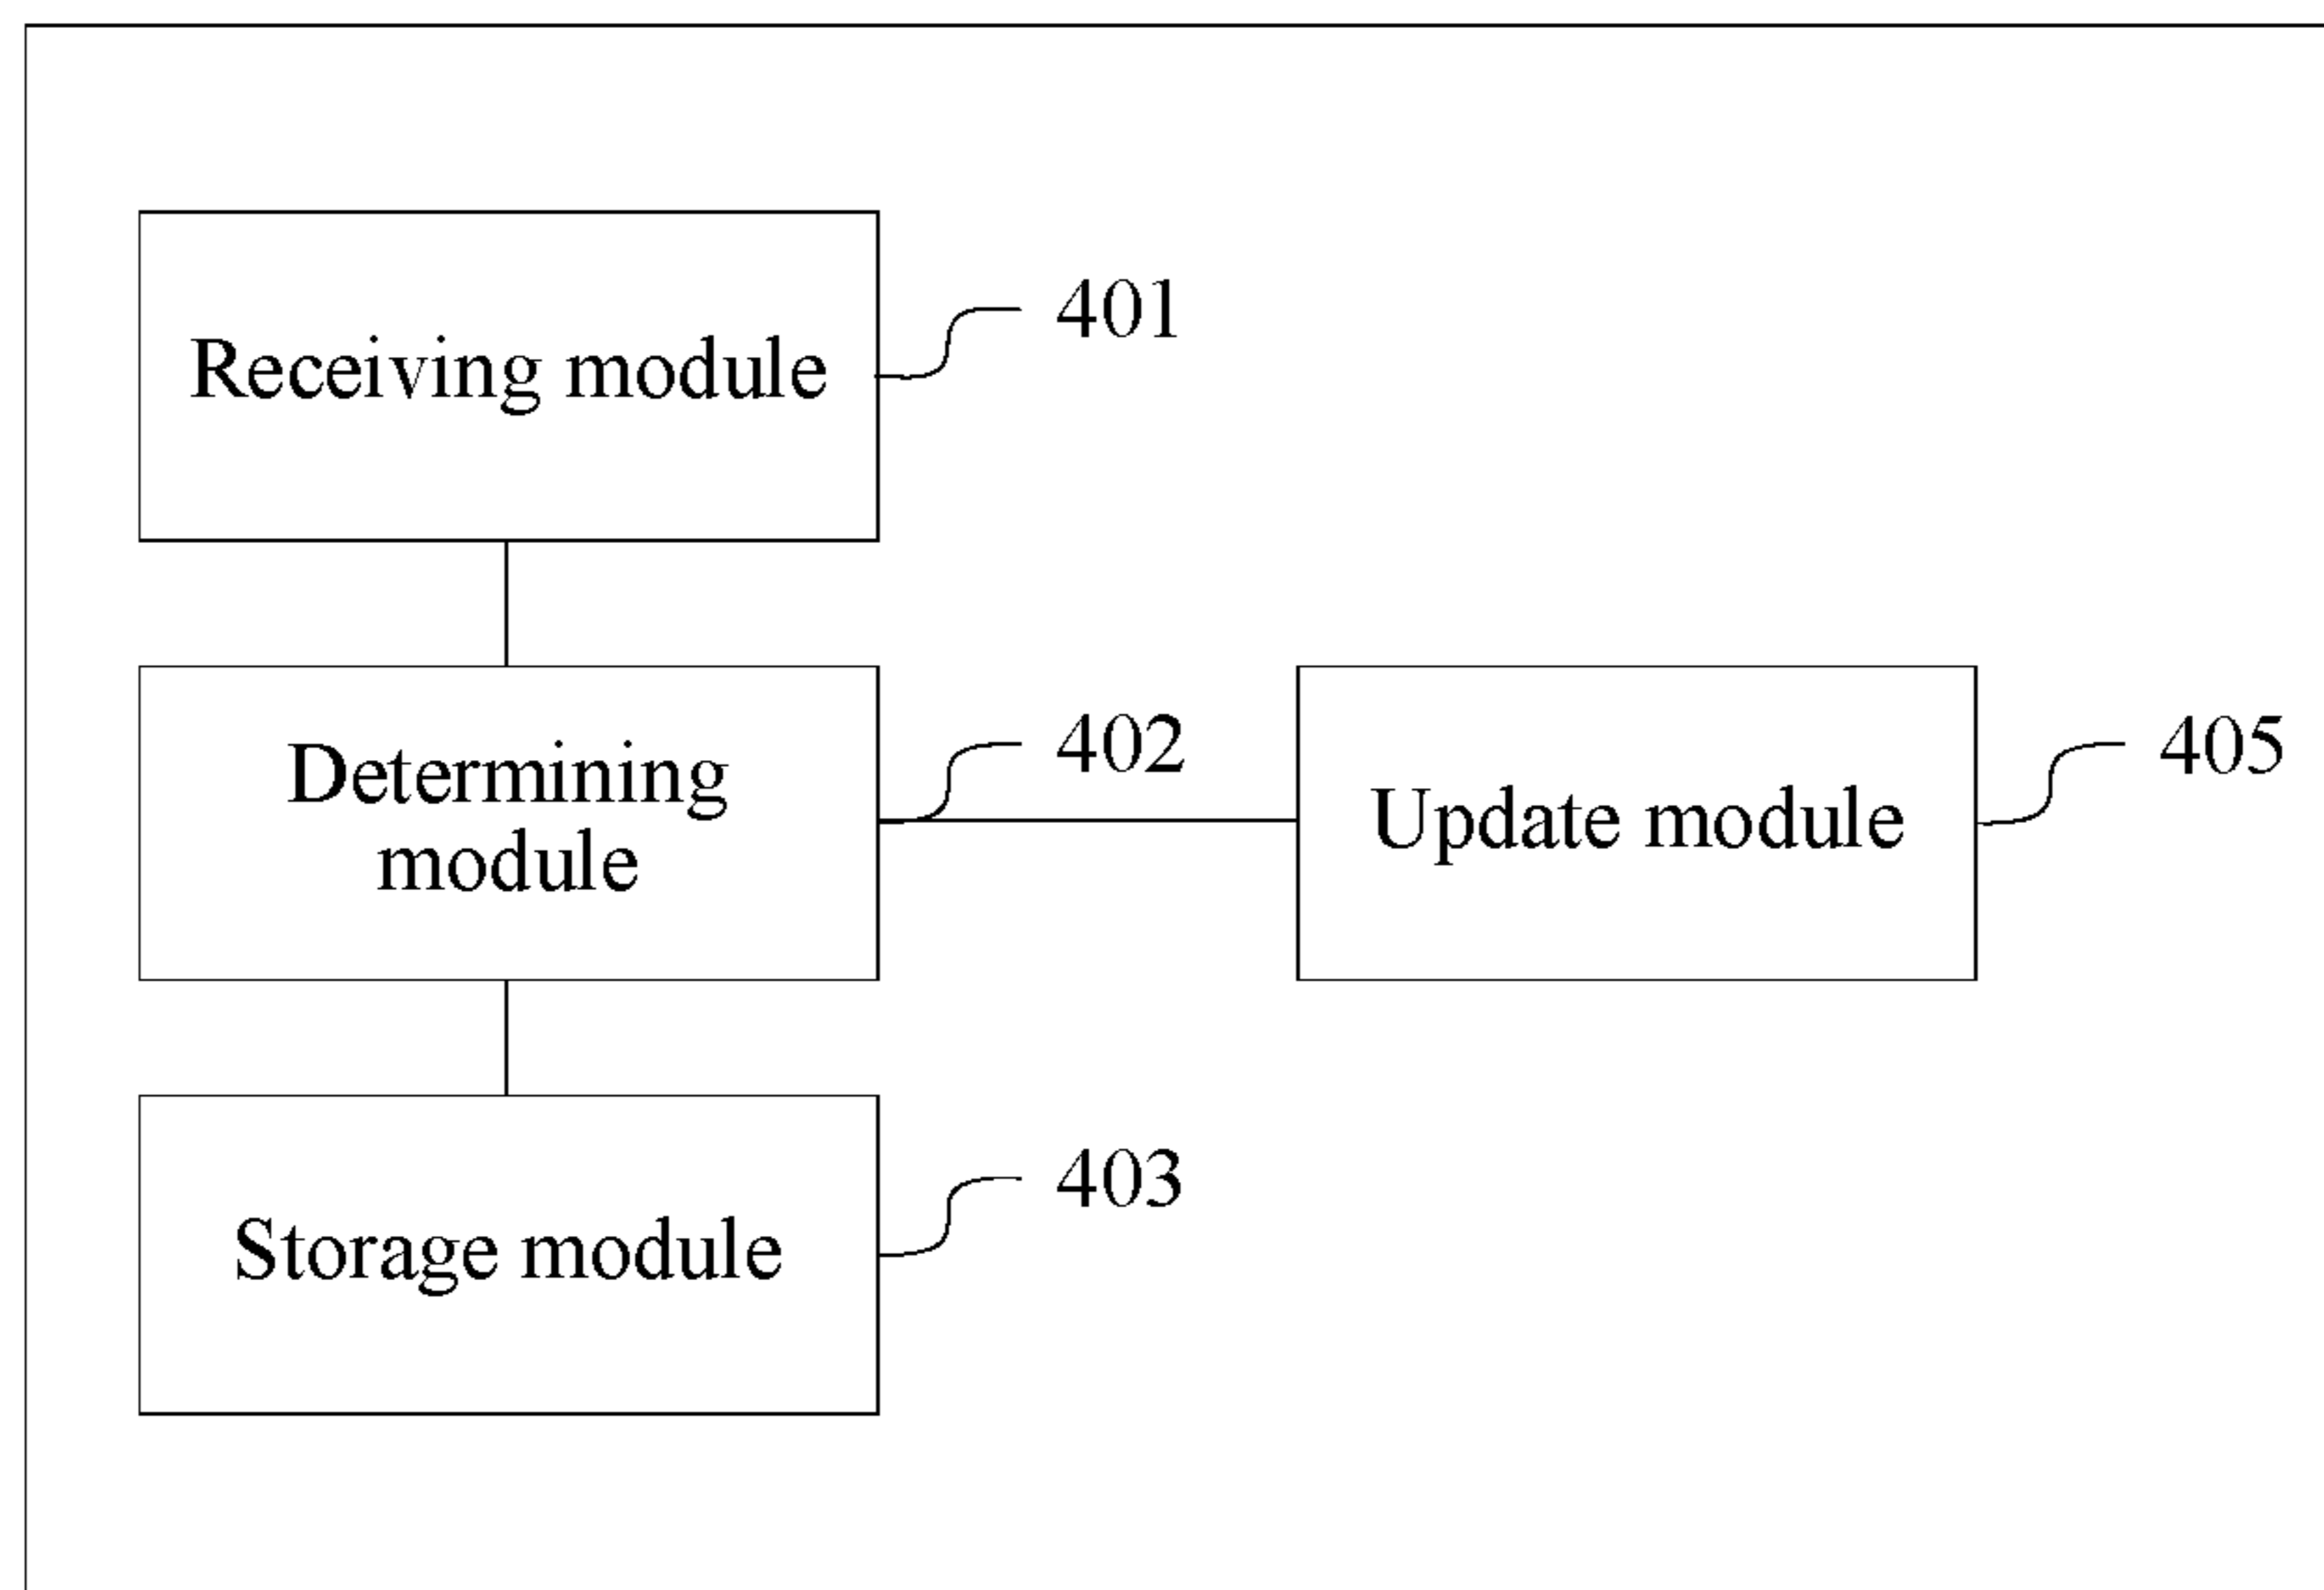 Receiving module
401
Determining
module
402
Update module
405
Storage module
403